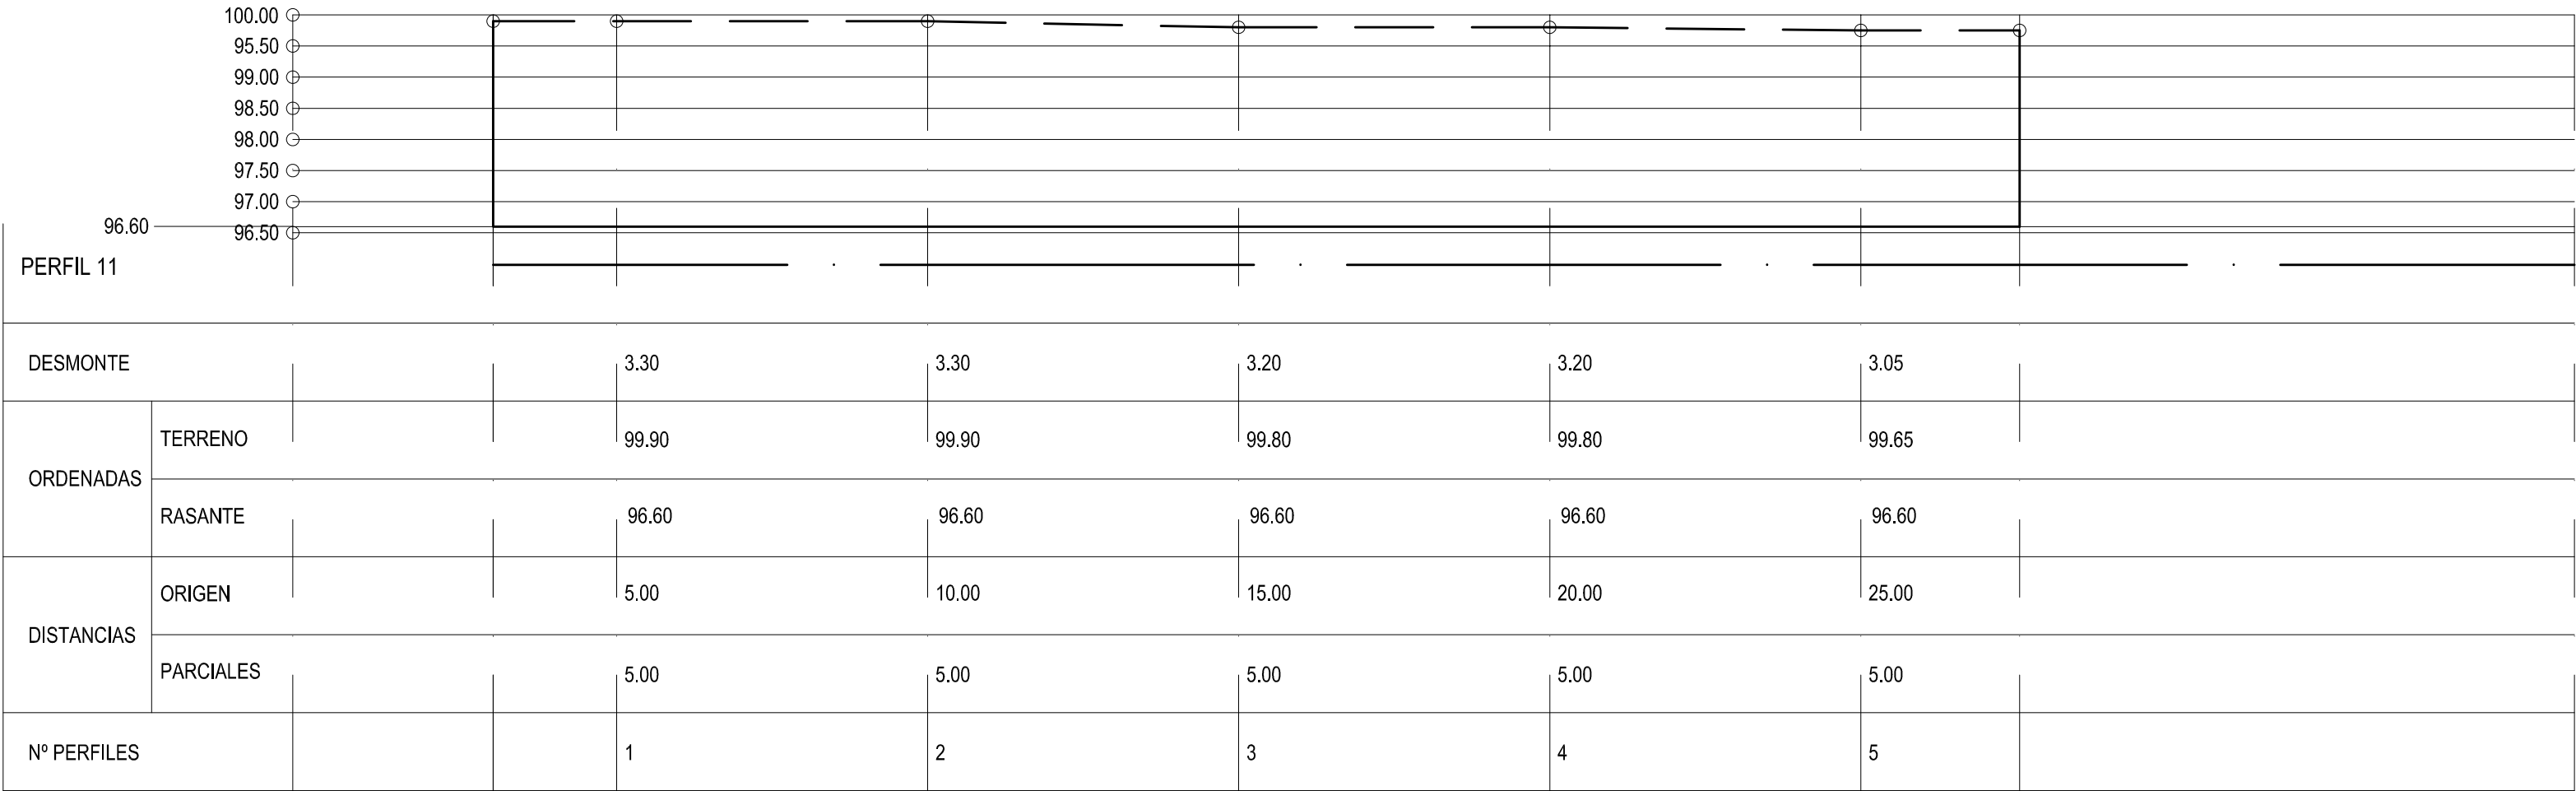 100.00
95.50
99.00
98.50
98.00
97.50
97.00
96.60
96.50
PERFIL 11
DESMONTE 3.30 3.30 3.20 3.20 3.05
ORDENADAS
TERRENO 99.90 99.90 99.80 99.80 99.65
RASANTE 96.60 96.60 96.60 96.60 96.60
DISTANCIAS
ORIGEN 5.00 10.00 15.00 20.00 25.00
PARCIALES 5.00 5.00 5.00 5.00 5.00
Nº PERFILES 1 2 3 4 5